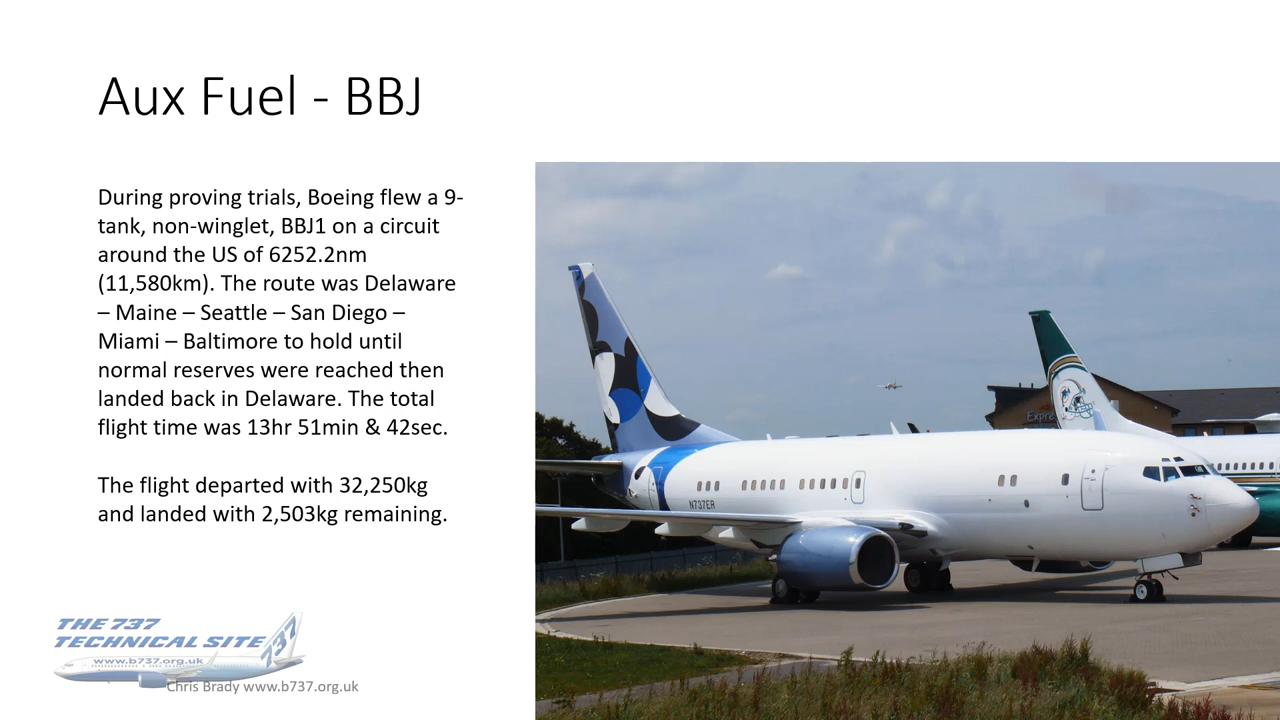 Aux Fuel - BBJ
During proving trials, Boeing flew a 9-
tank, non-winglet, BBJ1 on a circuit
around the US of 6252.2nm
(11,580km). The route was Delaware
– Maine – Seattle – San Diego –
Miami – Baltimore to hold until
normal reserves were reached then
landed back in Delaware. The total
flight time was 13hr 51min & 42sec.
The flight departed with 32,250kg
and landed with 2,503kg remaining.
Expre
N737ER
THE 737
TECHNICAL SITE
737
www.b737.org.uk
Chris Brady www.b737.org.uk